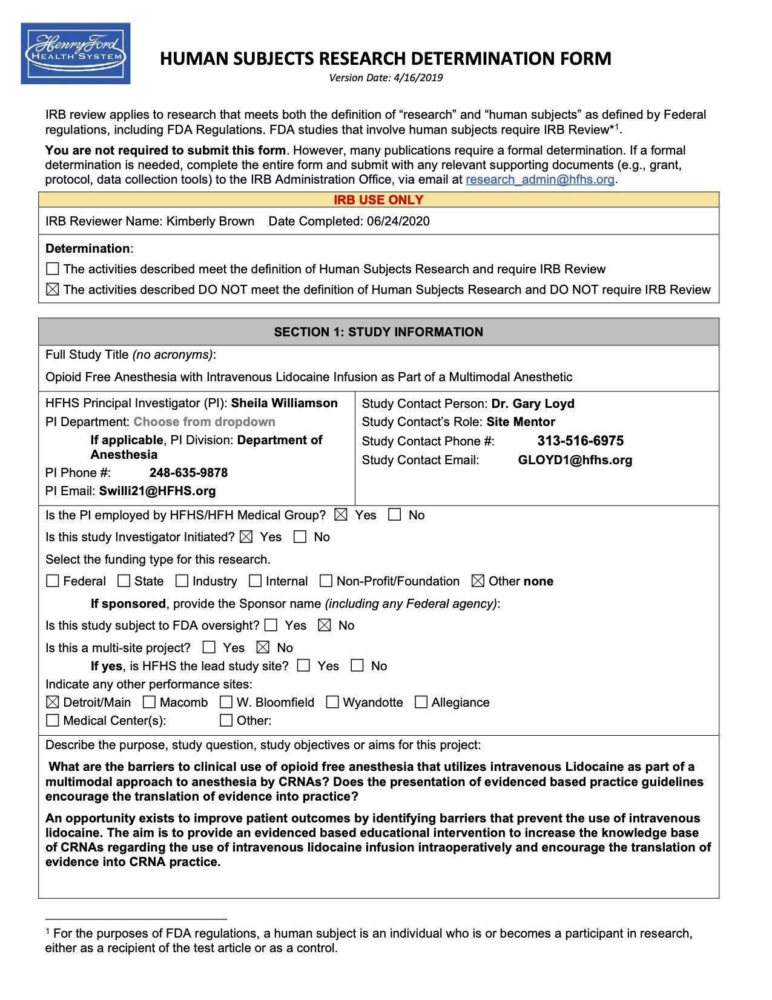 Henry Ford
HEALTH SYSTEM
HUMAN SUBJECTS RESEARCH DETERMINATION FORM
Version Date: 4/16/2019
IRB review applies to research that meets both the definition of “research” and “human subjects” as defined by Federal
regulations, including FDA Regulations. FDA studies that involve human subjects require IRB Review*1.
You are not required to submit this form. However, many publications require a formal determination. If a formal
determination is needed, complete the entire form and submit with any relevant supporting documents (e.g., grant,
protocol, data collection tools) to the IRB Administration Office, via email at research_admin@hfhs.org.
IRB USE ONLY
IRB Reviewer Name: Kimberly Brown    Date Completed: 06/24/2020
Determination:
☐ The activities described meet the definition of Human Subjects Research and require IRB Review
☒ The activities described DO NOT meet the definition of Human Subjects Research and DO NOT require IRB Review
SECTION 1: STUDY INFORMATION
Full Study Title (no acronyms):
Opioid Free Anesthesia with Intravenous Lidocaine Infusion as Part of a Multimodal Anesthetic
HFHS Principal Investigator (PI): Sheila Williamson
PI Department: Choose from dropdown
If applicable, PI Division: Department of
Anesthesia
PI Phone #: 248-635-9878
PI Email: Swilli21@HFHS.org
Study Contact Person: Dr. Gary Loyd
Study Contact’s Role: Site Mentor
Study Contact Phone #: 313-516-6975
Study Contact Email: GLOYD1@hfhs.org
Is the PI employed by HFHS/HFH Medical Group? ☒ Yes ☐ No
Is this study Investigator Initiated? ☒ Yes ☐ No
Select the funding type for this research.
☐ Federal ☐ State ☐ Industry ☐ Internal ☐ Non-Profit/Foundation ☒ Other none
If sponsored, provide the Sponsor name (including any Federal agency):
Is this study subject to FDA oversight? ☐ Yes ☒ No
Is this a multi-site project? ☐ Yes ☒ No
If yes, is HFHS the lead study site? ☐ Yes ☐ No
Indicate any other performance sites:
☒ Detroit/Main ☐ Macomb ☐ W. Bloomfield ☐ Wyandotte ☐ Allegiance
☐ Medical Center(s): ☐ Other:
Describe the purpose, study question, study objectives or aims for this project:
What are the barriers to clinical use of opioid free anesthesia that utilizes intravenous Lidocaine as part of a
multimodal approach to anesthesia by CRNAs? Does the presentation of evidenced based practice guidelines
encourage the translation of evidence into practice?
An opportunity exists to improve patient outcomes by identifying barriers that prevent the use of intravenous
lidocaine. The aim is to provide an evidenced based educational intervention to increase the knowledge base
of CRNAs regarding the use of intravenous lidocaine infusion intraoperatively and encourage the translation of
evidence into CRNA practice.
1 For the purposes of FDA regulations, a human subject is an individual who is or becomes a participant in research,
either as a recipient of the test article or as a control.